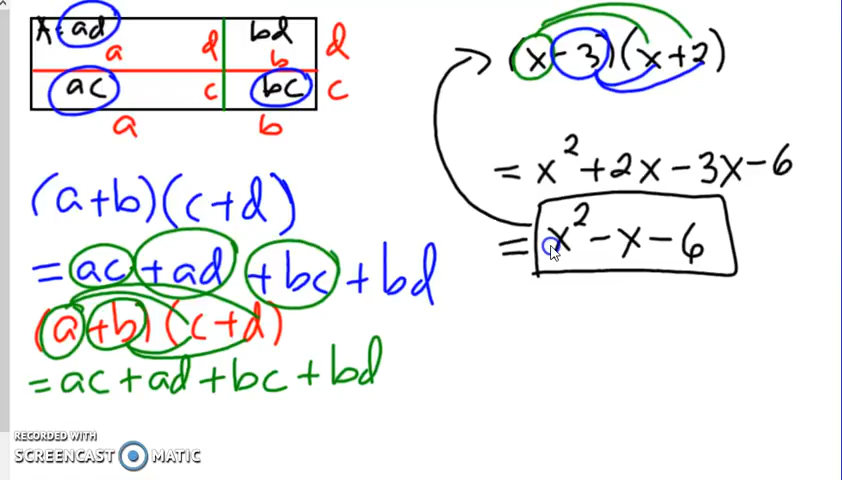 A = ad bd d
a d b
ac c bc c
a b
(a+b)(c+d)
= ac + ad + bc + bd
(a+b)(c+d)
= ac + ad + bc + bd
(x-3)(x+2)
= x² + 2x - 3x - 6
= x² - x - 6
RECORDED WITH
SCREENCAST MATIC